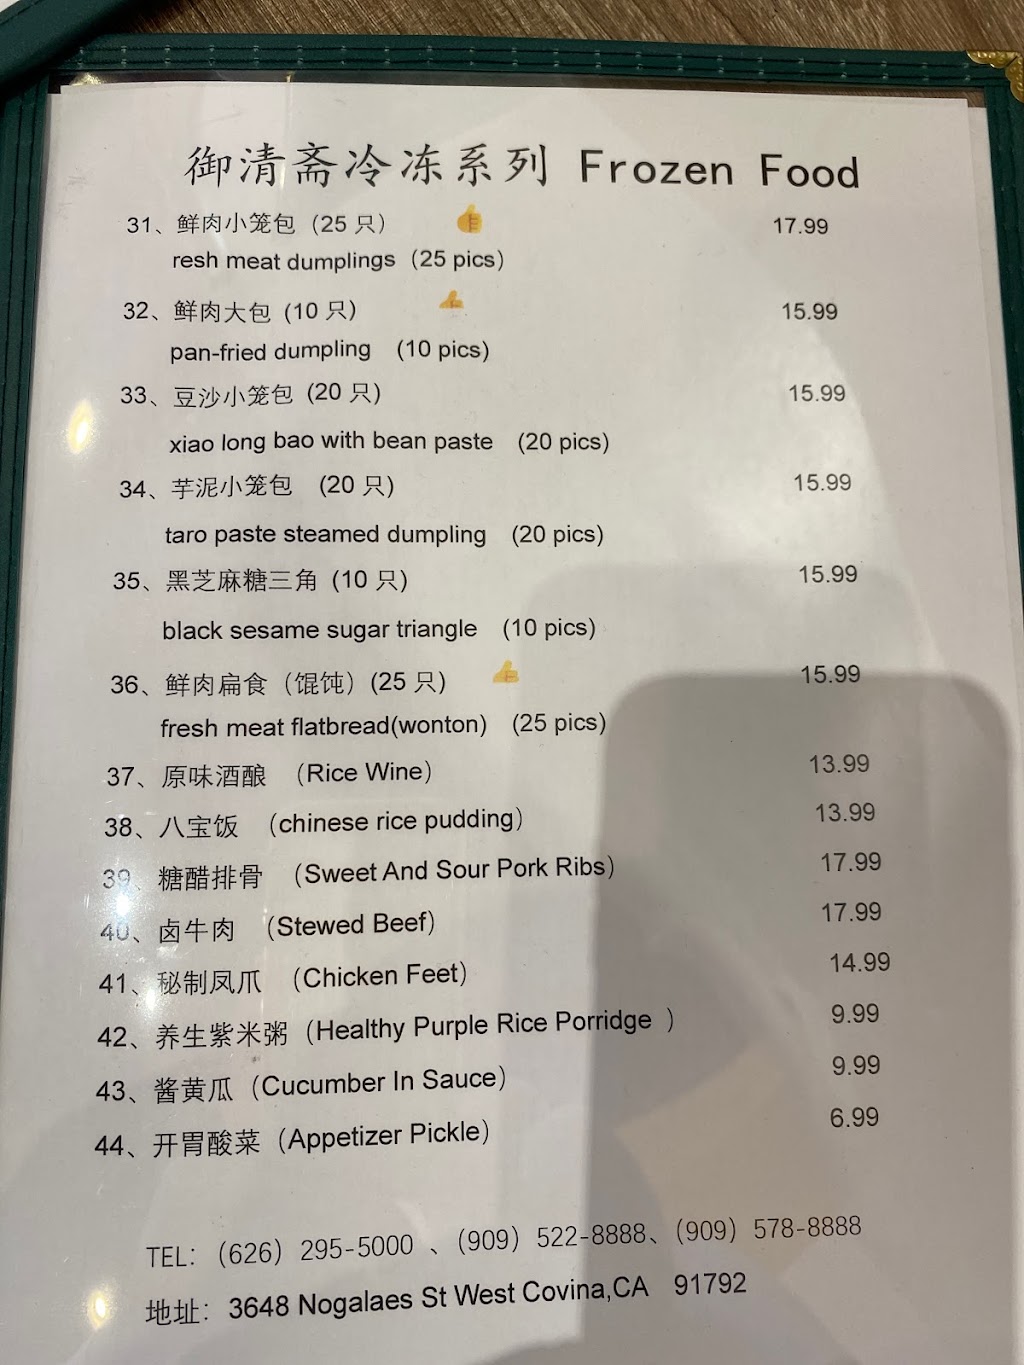 御清斋冷冻系列 Frozen Food
31、鲜肉小笼包（25 只） 17.99
resh meat dumplings（25 pics）
32、鲜肉大包 (10 只) 15.99
pan-fried dumpling (10 pics)
33、豆沙小笼包 (20 只) 15.99
xiao long bao with bean paste (20 pics)
34、芋泥小笼包 (20 只) 15.99
taro paste steamed dumpling (20 pics)
35、黑芝麻糖三角 (10 只) 15.99
black sesame sugar triangle (10 pics)
36、鲜肉扁食（馄饨）(25 只) 15.99
fresh meat flatbread(wonton) (25 pics)
37、原味酒酿 （Rice Wine） 13.99
38、八宝饭 （chinese rice pudding） 13.99
39、糖醋排骨 （Sweet And Sour Pork Ribs） 17.99
40、卤牛肉 （Stewed Beef） 17.99
41、秘制凤爪 （Chicken Feet） 14.99
42、养生紫米粥（Healthy Purple Rice Porridge ） 9.99
43、酱黄瓜（Cucumber In Sauce） 9.99
44、开胃酸菜（Appetizer Pickle） 6.99
TEL:（626）295-5000 、（909）522-8888、（909）578-8888
地址：3648 Nogalaes St West Covina,CA 91792